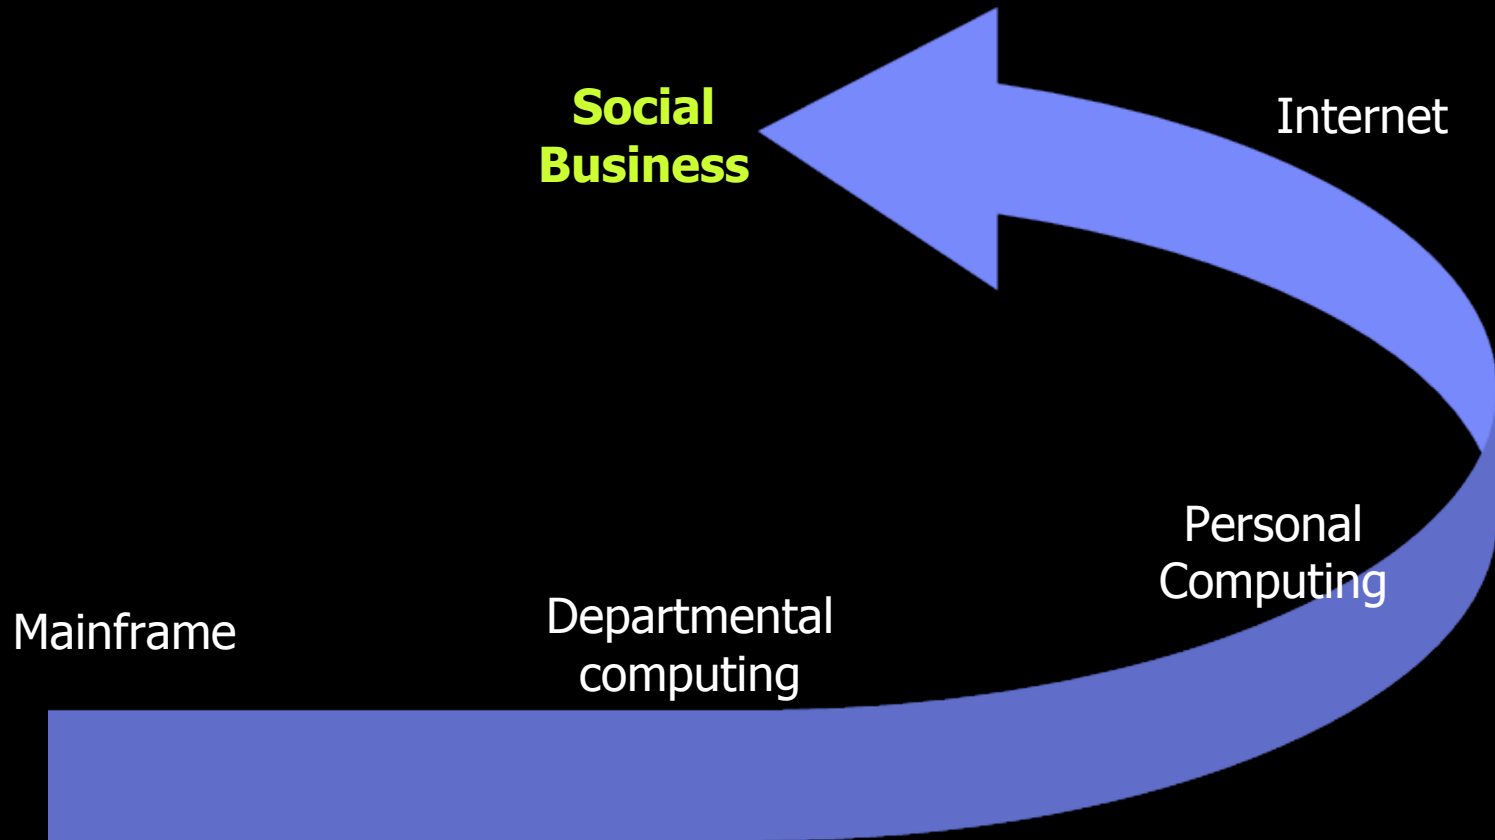 Social
Business
Internet
Personal
Computing
Departmental
computing
Mainframe